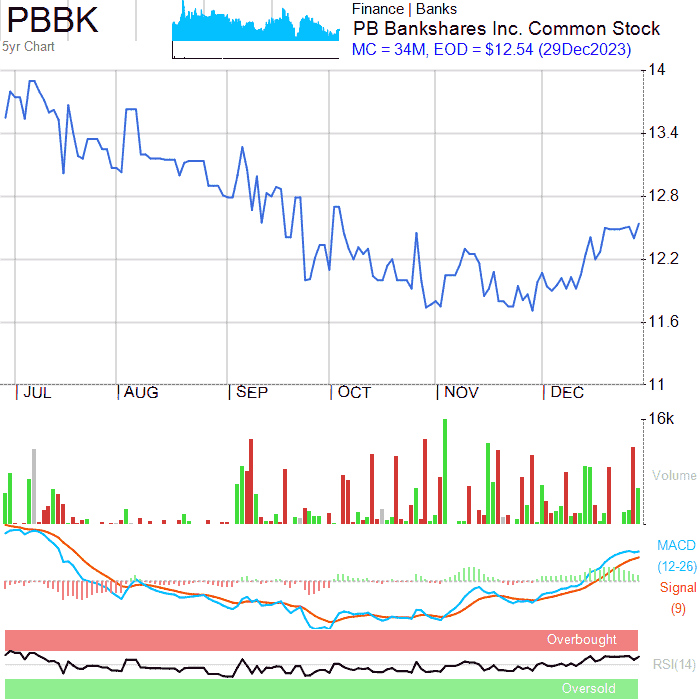 PBBK
5yr Chart
Finance | Banks
PB Bankshares Inc. Common Stock
MC = 34M, EOD = $12.54 (29Dec2023)
14
13.4
12.8
12.2
11.6
11
JUL AUG SEP OCT NOV DEC
16k
Volume
MACD
(12-26)
Signal
(9)
Overbought
RSI(14)
Oversold